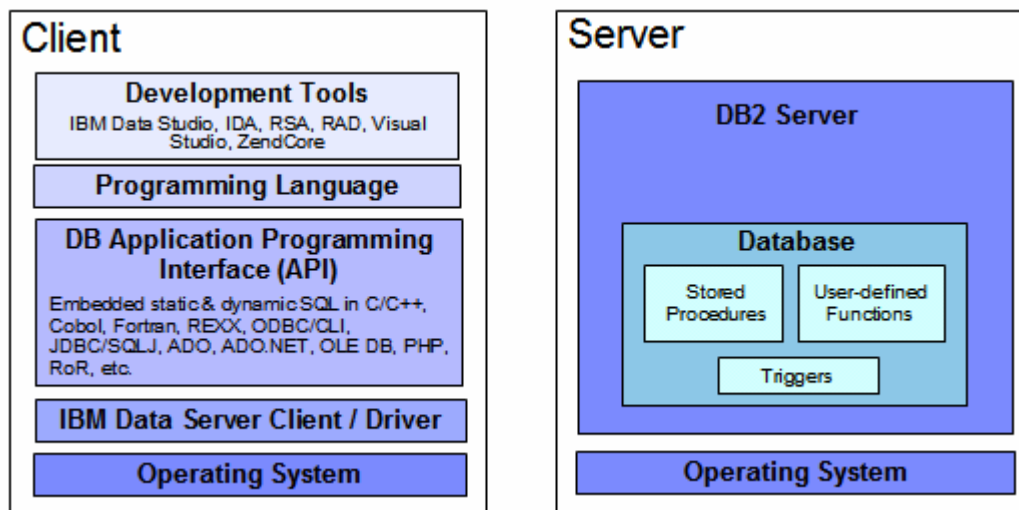 Client
Development Tools
IBM Data Studio, IDA, RSA, RAD, Visual
Studio, ZendCore
Programming Language
DB Application Programming
Interface (API)
Embedded static & dynamic SQL in C/C++,
Cobol, Fortran, REXX, ODBC/CLI,
JDBC/SQLJ, ADO, ADO.NET, OLE DB, PHP,
RoR, etc.
IBM Data Server Client / Driver
Operating System
Server
DB2 Server
Database
Stored
Procedures
User-defined
Functions
Triggers
Operating System